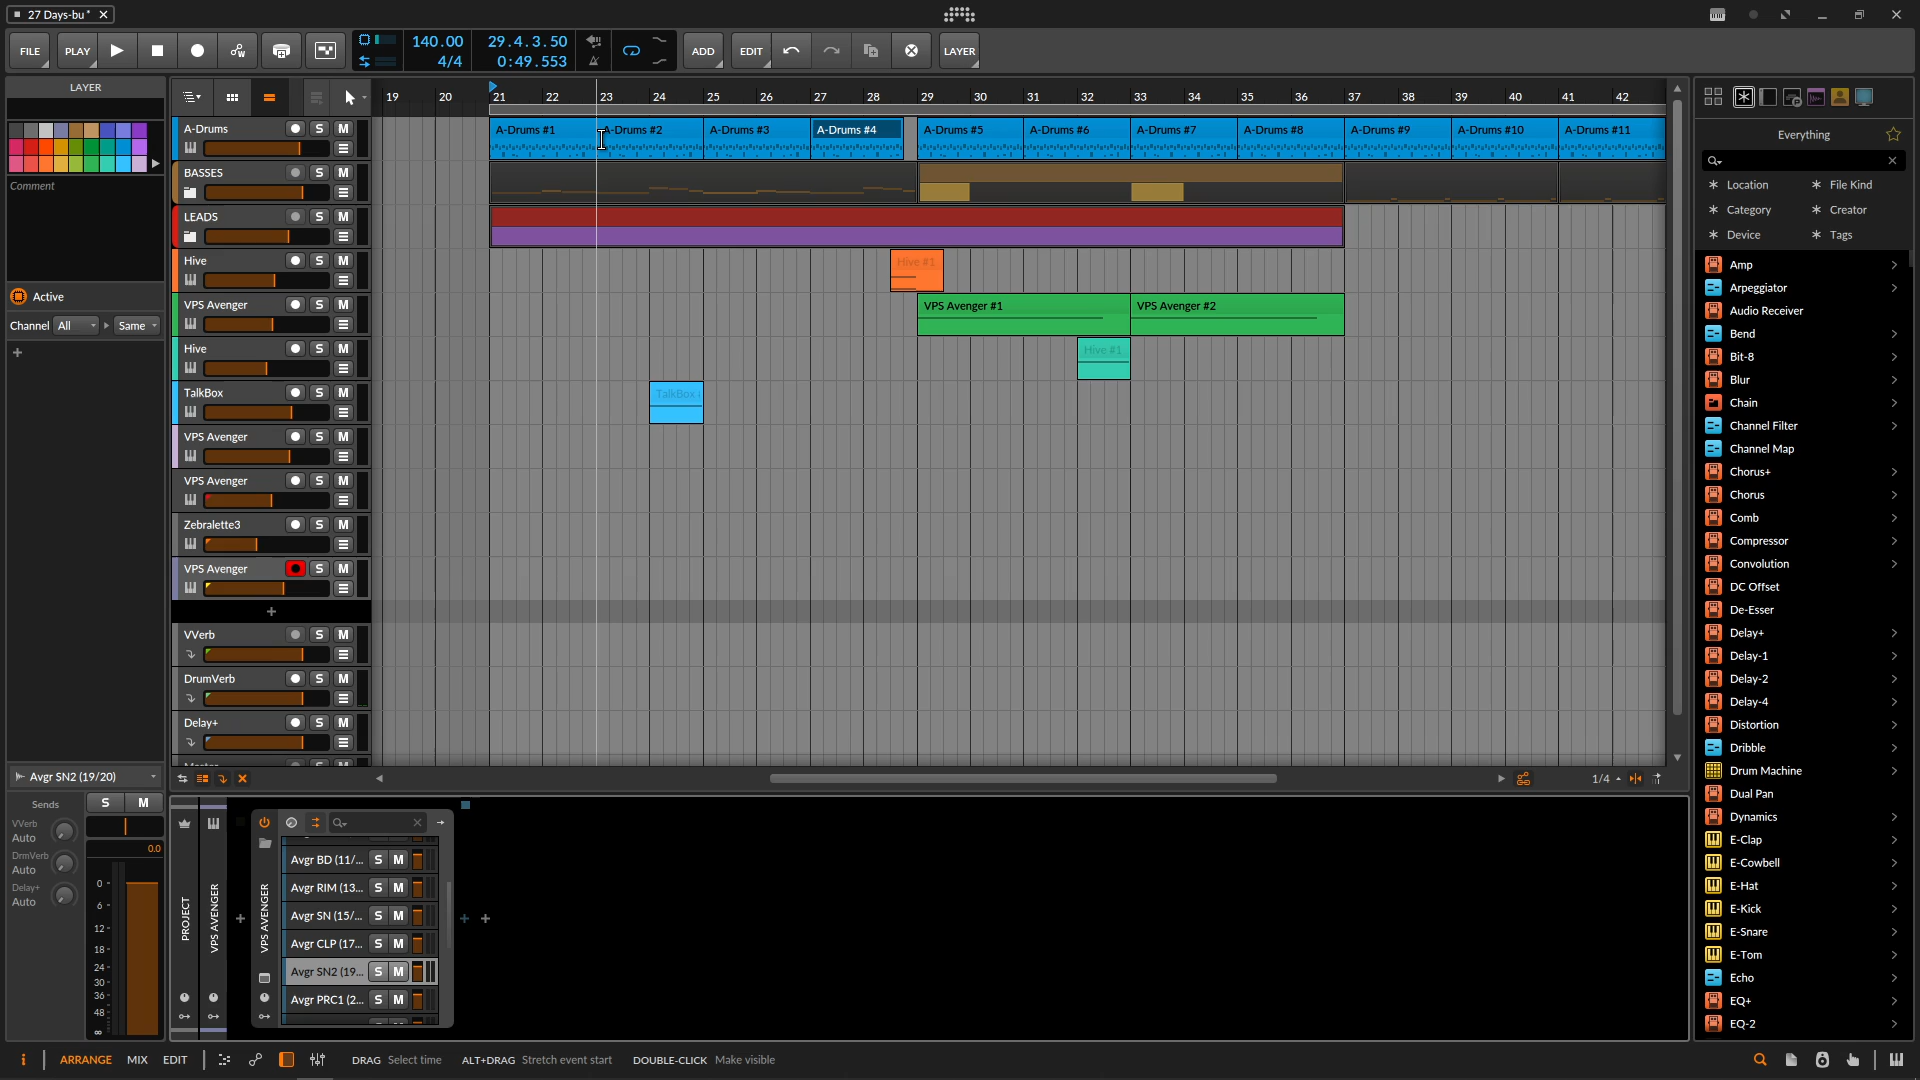 27 Days-bu*
FILE
PLAY
140.00
4/4
29.4.3.50
0:49.553
ADD
EDIT
LAYER
LAYER
Comment
Active
Channel All Same
19 20 21 22 23 24 25 26 27 28 29 30 31 32 33 34 35 36 37 38 39 40 41 42
A-Drums S M
A-Drums #1 A-Drums #2 A-Drums #3 A-Drums #4 A-Drums #5 A-Drums #6 A-Drums #7 A-Drums #8 A-Drums #9 A-Drums #10 A-Drums #11
BASSES S M
LEADS S M
Hive S M
Hive #1
VPS Avenger S M
VPS Avenger #1 VPS Avenger #2
Hive S M
Hive #1
TalkBox S M
TalkBox
VPS Avenger S M
VPS Avenger S M
Zebralette3 S M
VPS Avenger S M
VVerb S M
DrumVerb S M
Delay+ S M
1/4
Avgr SN2 (19/20)
Sends
S M
VVerb
Auto
DrmVerb
Auto
Delay+
Auto
0.0
0
6
12
18
24
30
36
48
∞
PROJECT
VPS AVENGER
VPS AVENGER
Avgr BD (11/... S M
Avgr RIM (13... S M
Avgr SN (15/... S M
Avgr CLP (17... S M
Avgr SN2 (19... S M
Avgr PRC1 (2... S M
Everything
Location
File Kind
Category
Creator
Device
Tags
Amp
Arpeggiator
Audio Receiver
Bend
Bit-8
Blur
Chain
Channel Filter
Channel Map
Chorus+
Chorus
Comb
Compressor
Convolution
DC Offset
De-Esser
Delay+
Delay-1
Delay-2
Delay-4
Distortion
Dribble
Drum Machine
Dual Pan
Dynamics
E-Clap
E-Cowbell
E-Hat
E-Kick
E-Snare
E-Tom
Echo
EQ+
EQ-2
i ARRANGE MIX EDIT
DRAG Select time ALT+DRAG Stretch event start DOUBLE-CLICK Make visible